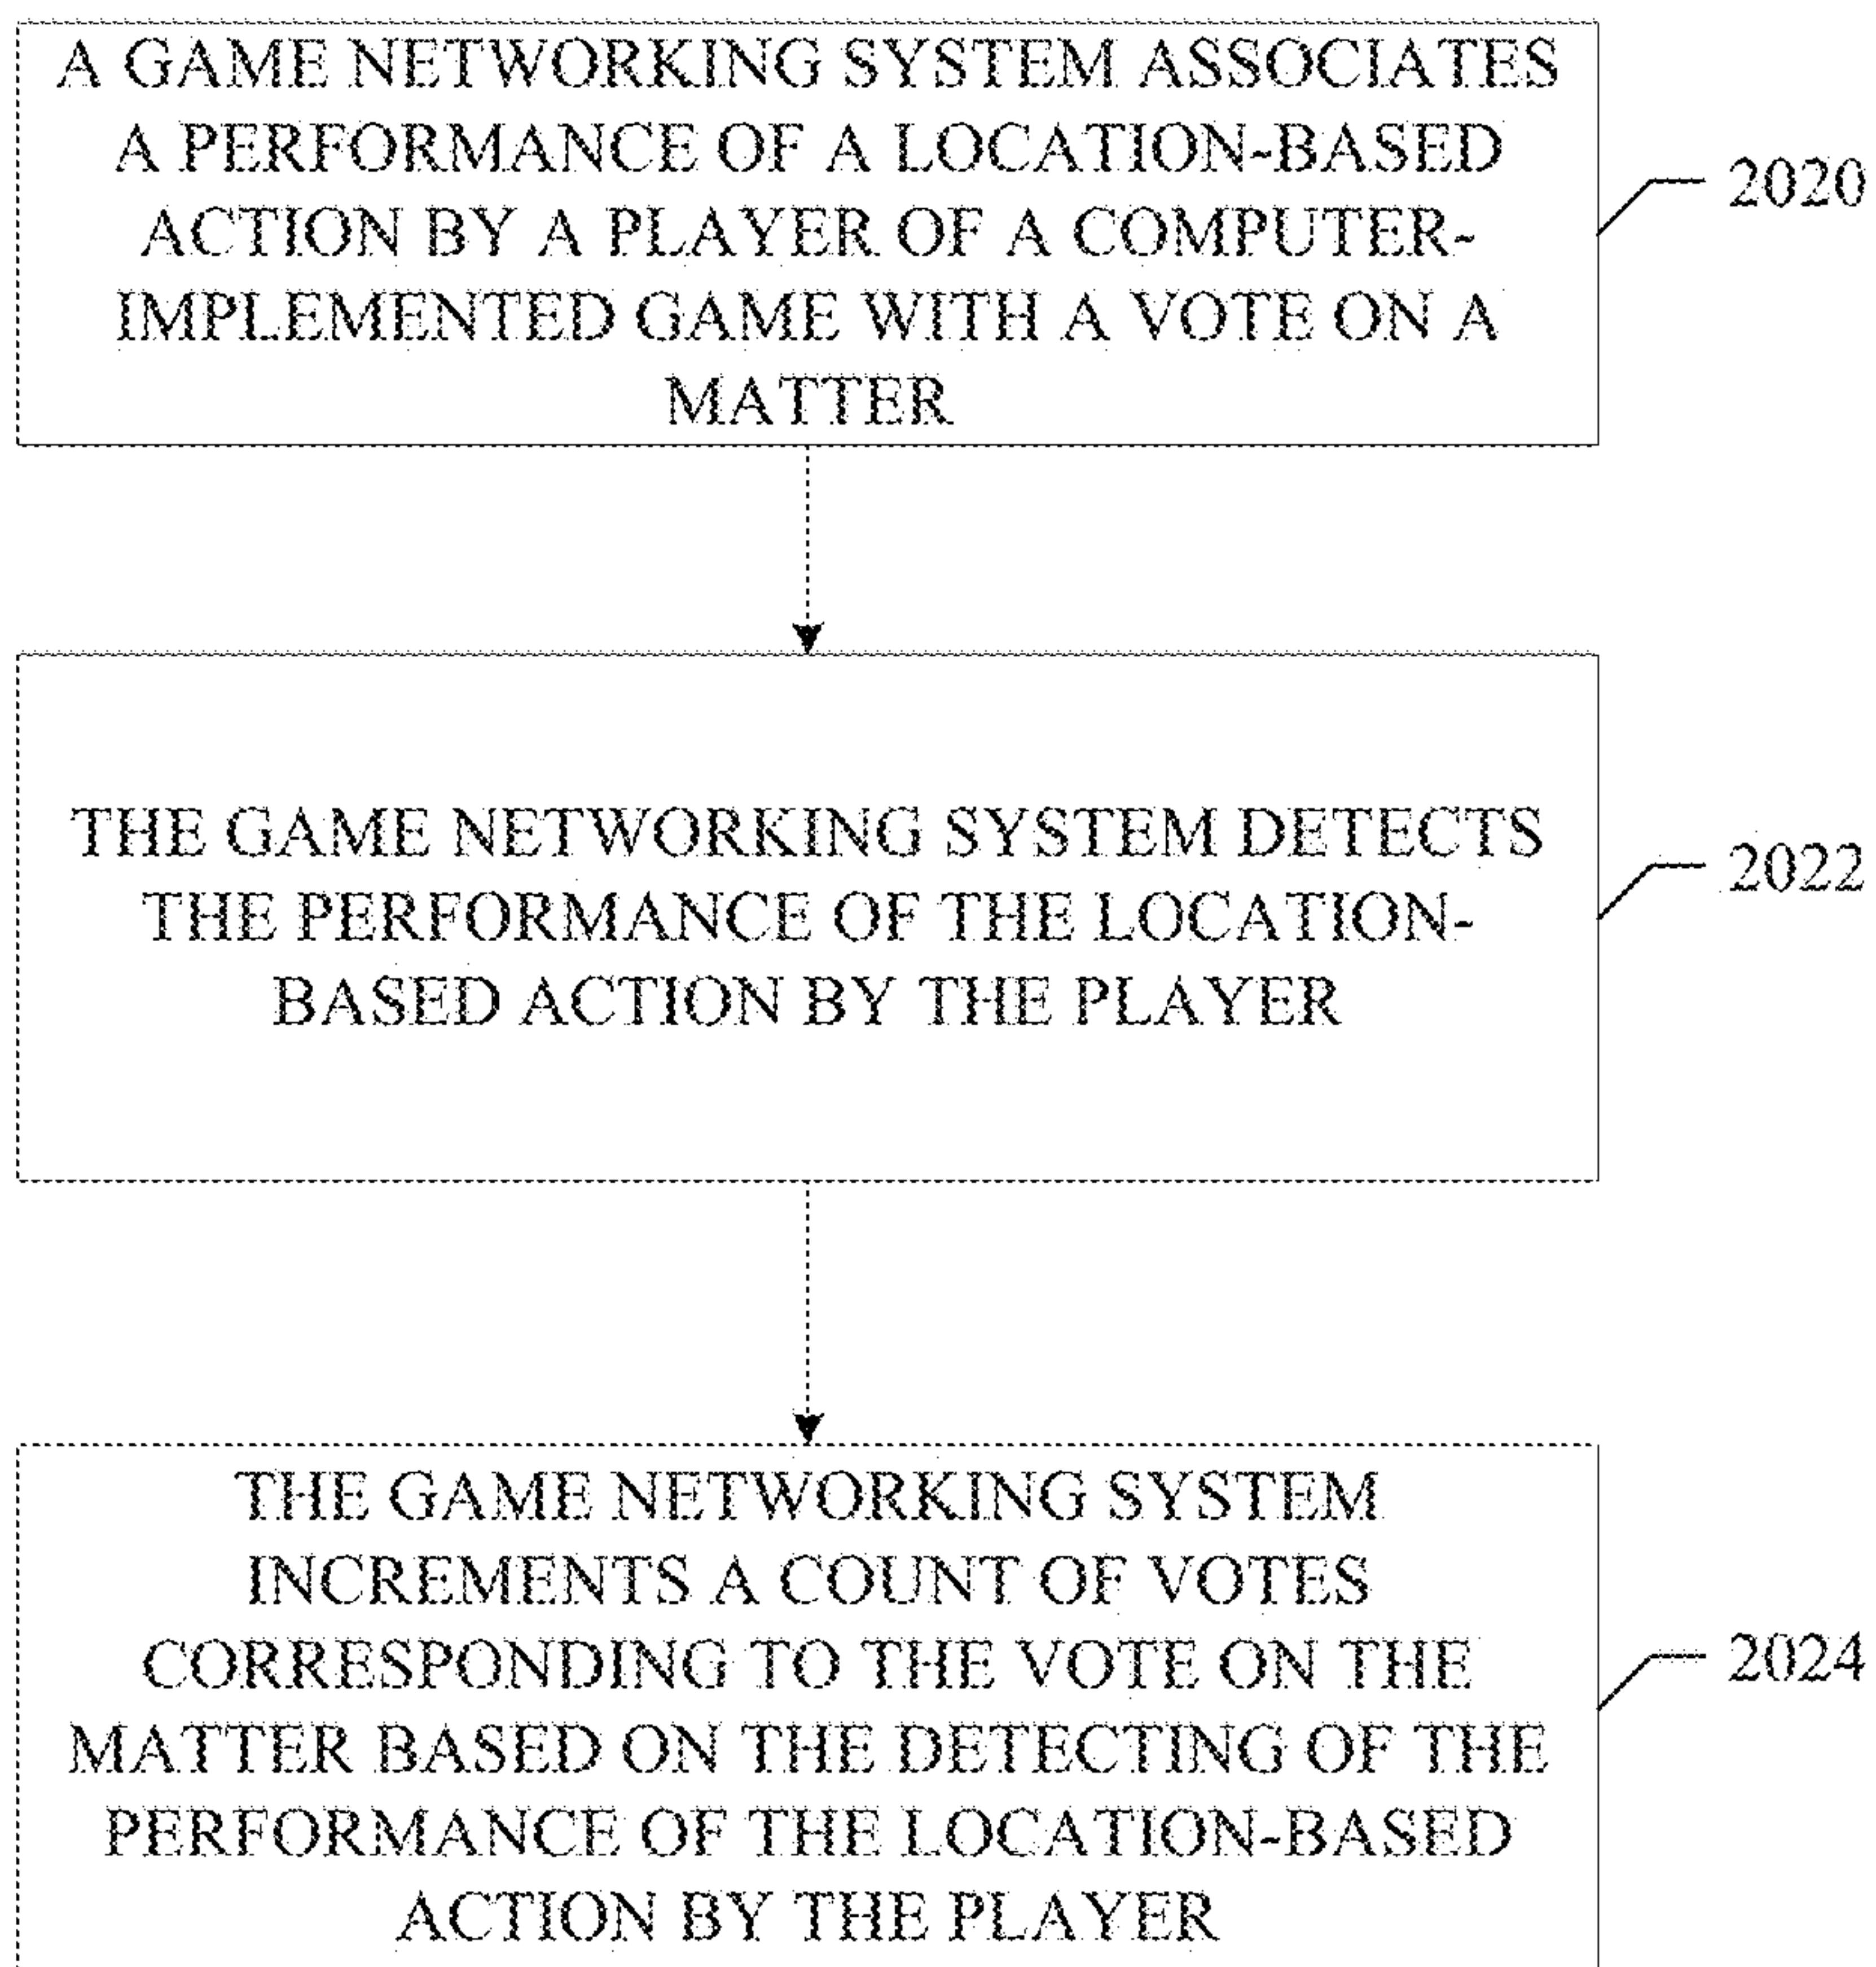 A GAME NETWORKING SYSTEM ASSOCIATES
A PERFORMANCE OF A LOCATION-BASED
ACTION BY A PLAYER OF A COMPUTER-
IMPLEMENTED GAME WITH A VOTE ON A
MATTER
2020
THE GAME NETWORKING SYSTEM DETECTS
THE PERFORMANCE OF THE LOCATION-
BASED ACTION BY THE PLAYER
2022
THE GAME NETWORKING SYSTEM
INCREMENTS A COUNT OF VOTES
CORRESPONDING TO THE VOTE ON THE
MATTER BASED ON THE DETECTING OF THE
PERFORMANCE OF THE LOCATION-BASED
ACTION BY THE PLAYER
2024